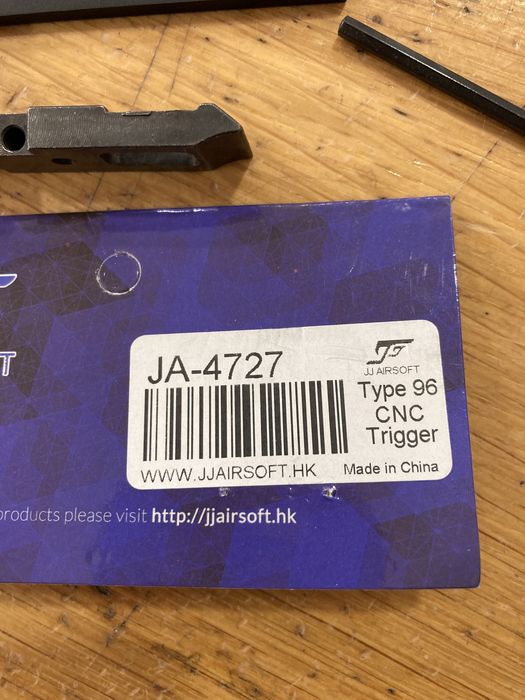 T
JA-4727
JJ AIRSOFT
Type 96
CNC
Trigger
WWW.JJAIRSOFT.HK
Made in China
products please visit http://jjairsoft.hk